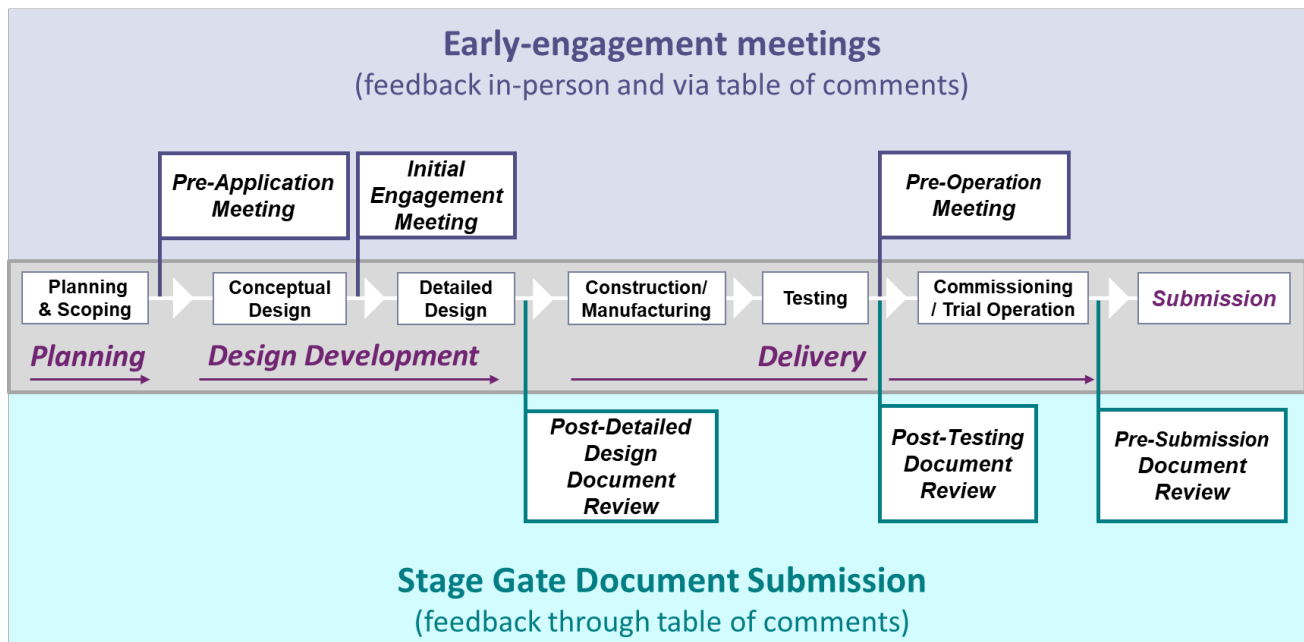 Early-engagement meetings
(feedback in-person and via table of comments)
Pre-Application
Meeting
Initial
Engagement
Meeting
Pre-Operation
Meeting
Planning
& Scoping
Conceptual
Design
Detailed
Design
Construction/
Manufacturing
Testing
Commissioning
/ Trial Operation
Submission
Planning
Design Development
Delivery
Post-Detailed
Design
Document
Review
Post-Testing
Document
Review
Pre-Submission
Document
Review
Stage Gate Document Submission
(feedback through table of comments)